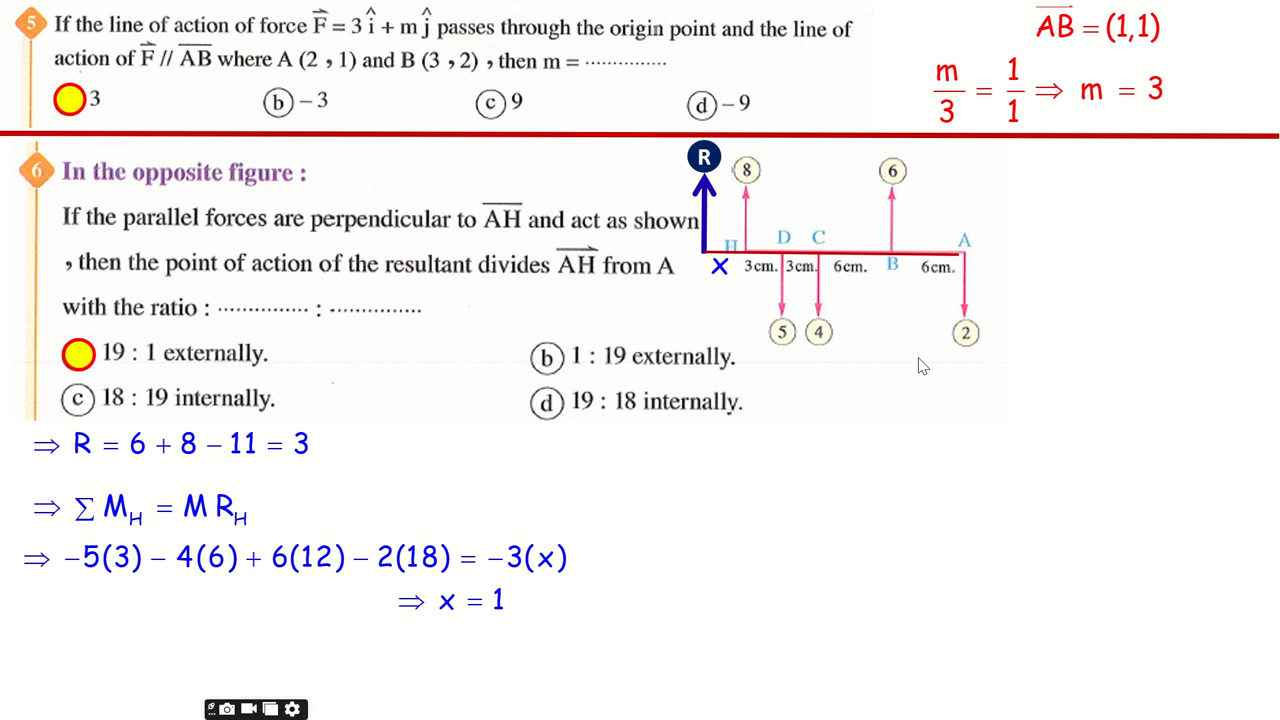 5 If the line of action of force F⃗ = 3 î + m ĵ passes through the origin point and the line of
action of F⃗ // A̅B̅ where A (2 , 1) and B (3 , 2) , then m = ...............
3 (b) – 3 (c) 9 (d) – 9
A̅B̅ = (1,1)
m/3 = 1/1 ⇒ m = 3
6 In the opposite figure :
If the parallel forces are perpendicular to A̅H̅ and act as shown
, then the point of action of the resultant divides AH⃗ from A
with the ratio : ............... : ...............
19 : 1 externally. (b) 1 : 19 externally.
(c) 18 : 19 internally. (d) 19 : 18 internally.
R 8 6
H D C A
x 3cm. 3cm. 6cm. B 6cm.
5 4 2
⇒ R = 6 + 8 – 11 = 3
⇒ ∑ M_H = M R_H
⇒ –5(3) – 4(6) + 6(12) – 2(18) = –3(x)
⇒ x = 1